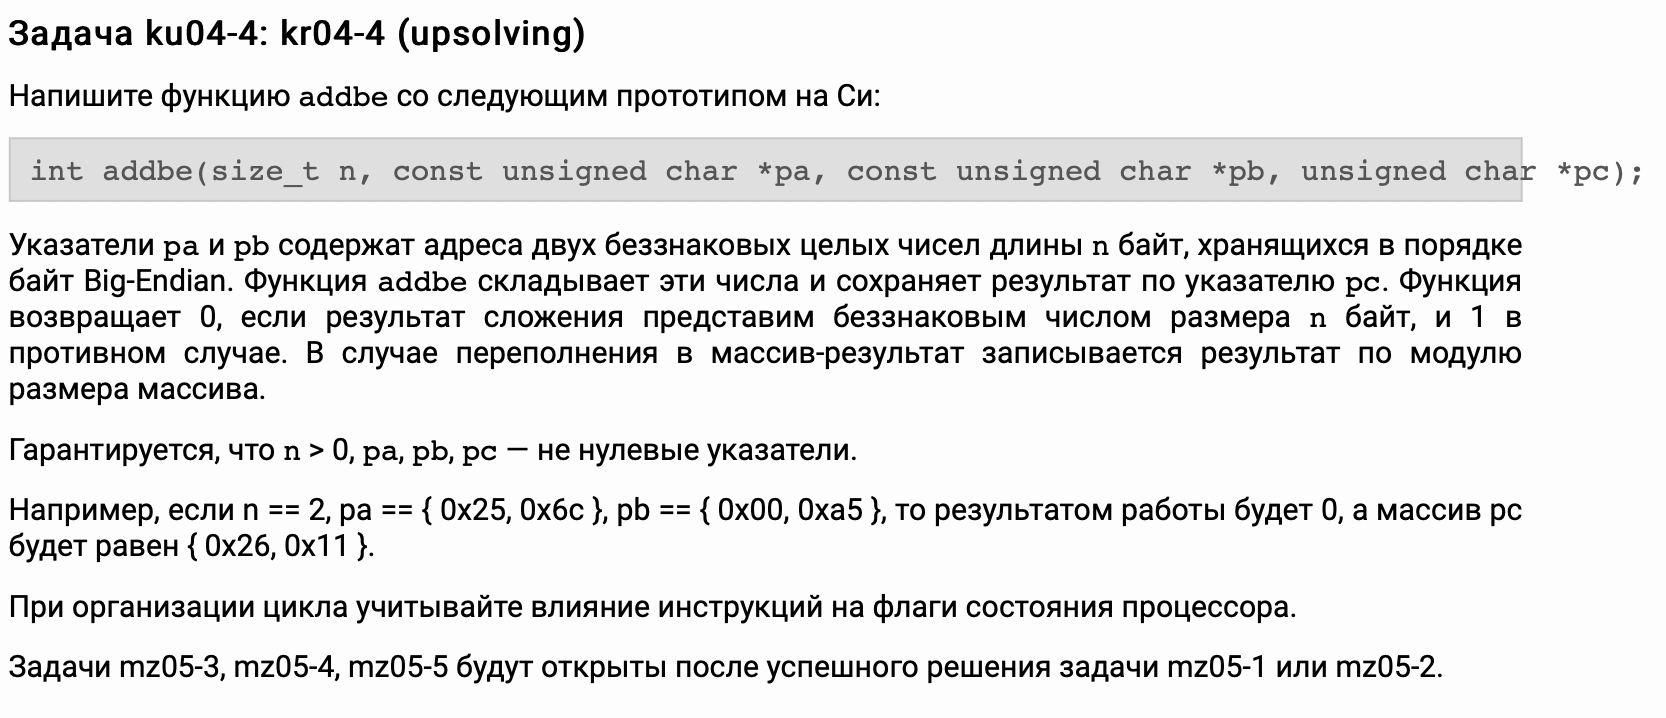 Задача ku04-4: kr04-4 (upsolving)
Напишите функцию addbe со следующим прототипом на Си:
int addbe(size_t n, const unsigned char *pa, const unsigned char *pb, unsigned char *pc);
Указатели pa и pb содержат адреса двух беззнаковых целых чисел длины n байт, хранящихся в порядке
байт Big-Endian. Функция addbe складывает эти числа и сохраняет результат по указателю pc. Функция
возвращает 0, если результат сложения представим беззнаковым числом размера n байт, и 1 в
противном случае. В случае переполнения в массив-результат записывается результат по модулю
размера массива.
Гарантируется, что n > 0, pa, pb, pc — не нулевые указатели.
Например, если n == 2, pa == { 0x25, 0x6c }, pb == { 0x00, 0xa5 }, то результатом работы будет 0, а массив pc
будет равен { 0x26, 0x11 }.
При организации цикла учитывайте влияние инструкций на флаги состояния процессора.
Задачи mz05-3, mz05-4, mz05-5 будут открыты после успешного решения задачи mz05-1 или mz05-2.